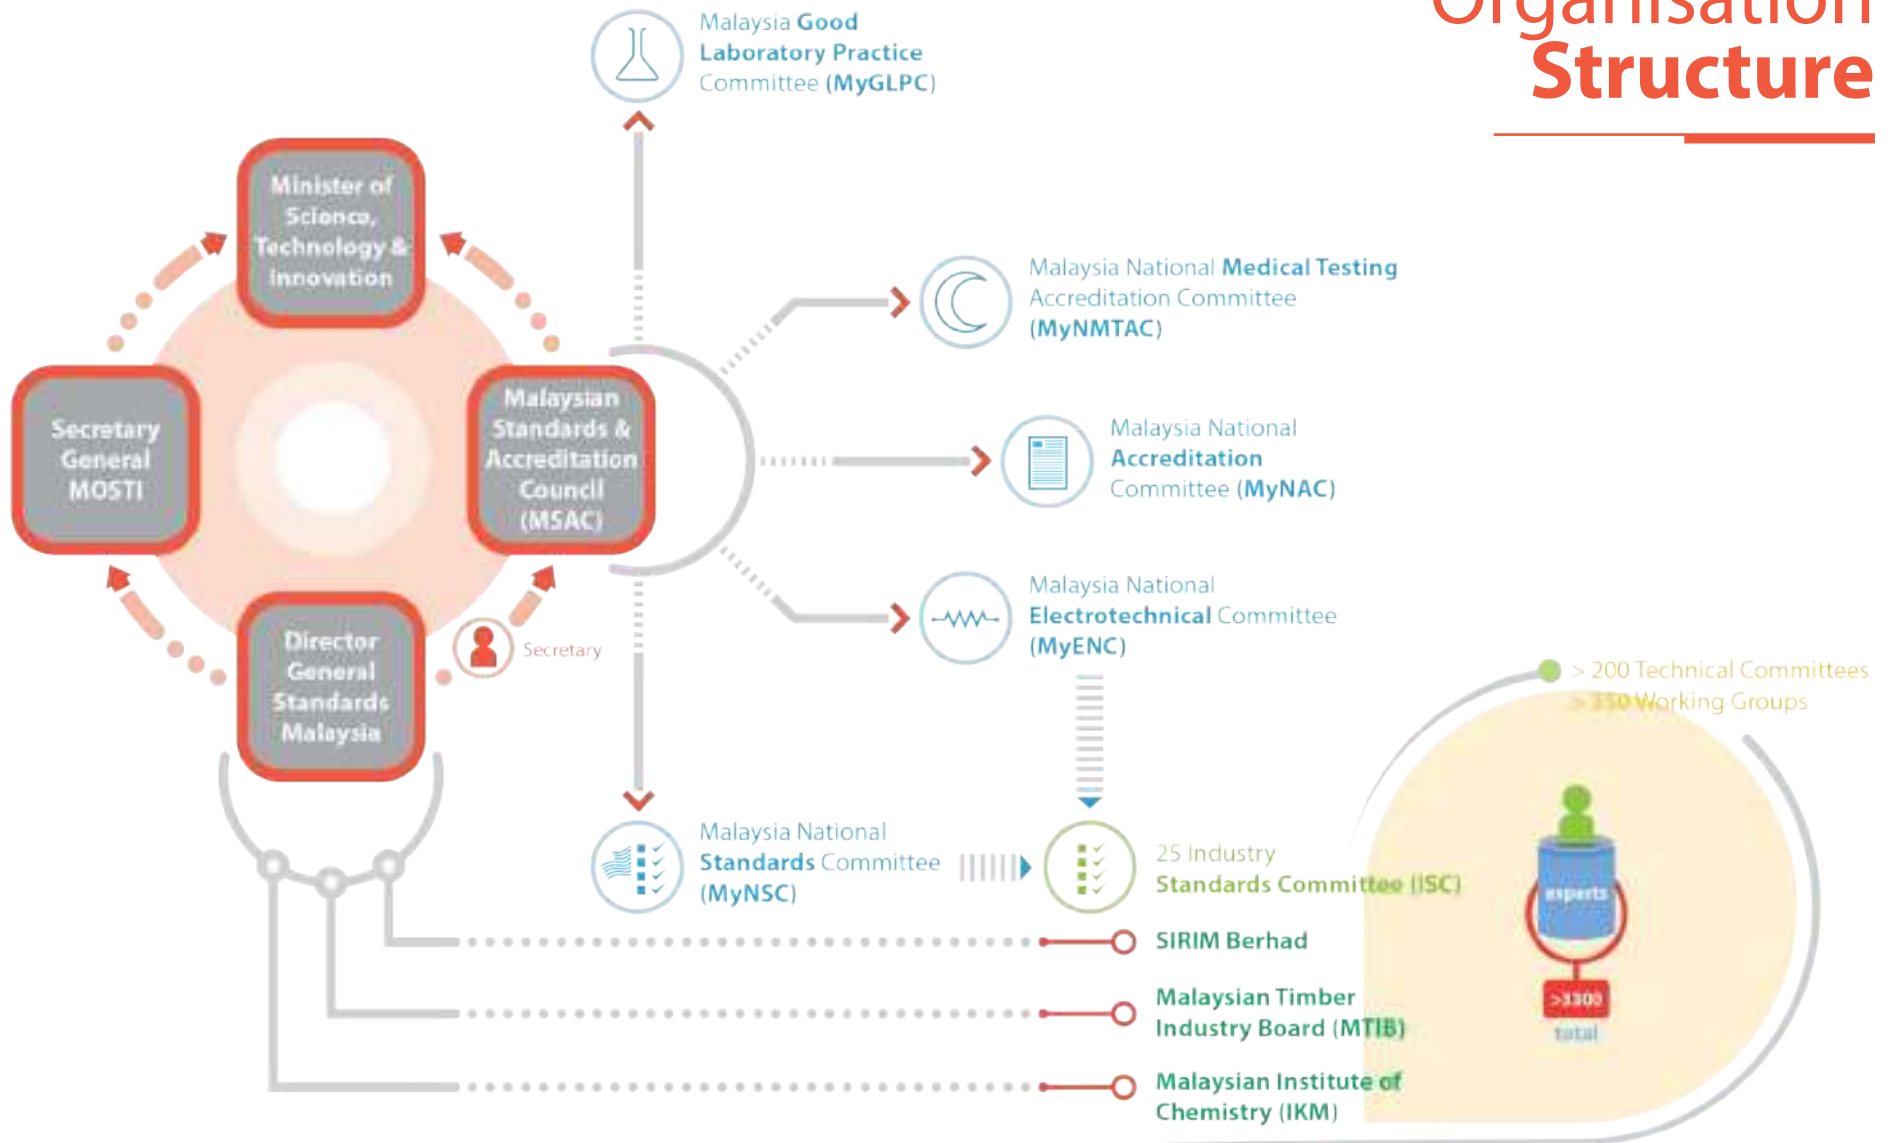 Organisation
Structure
Malaysia Good
Laboratory Practice
Committee (MyGLPC)
Minister of
Science,
Technology &
Innovation
Malaysia National Medical Testing
Accreditation Committee
(MyNMTAC)
Secretary
General
MOSTI
Malaysian
Standards &
Accreditation
Council
(MSAC)
Malaysia National
Accreditation
Committee (MyNAC)
Malaysia National
Electrotechnical Committee
(MyENC)
Director
General
Standards
Malaysia
Secretary
> 200 Technical Committees
> 350 Working Groups
Malaysia National
Standards Committee
(MyNSC)
25 Industry
Standards Committee (ISC)
experts
>3300
total
SIRIM Berhad
Malaysian Timber
Industry Board (MTIB)
Malaysian Institute of
Chemistry (IKM)